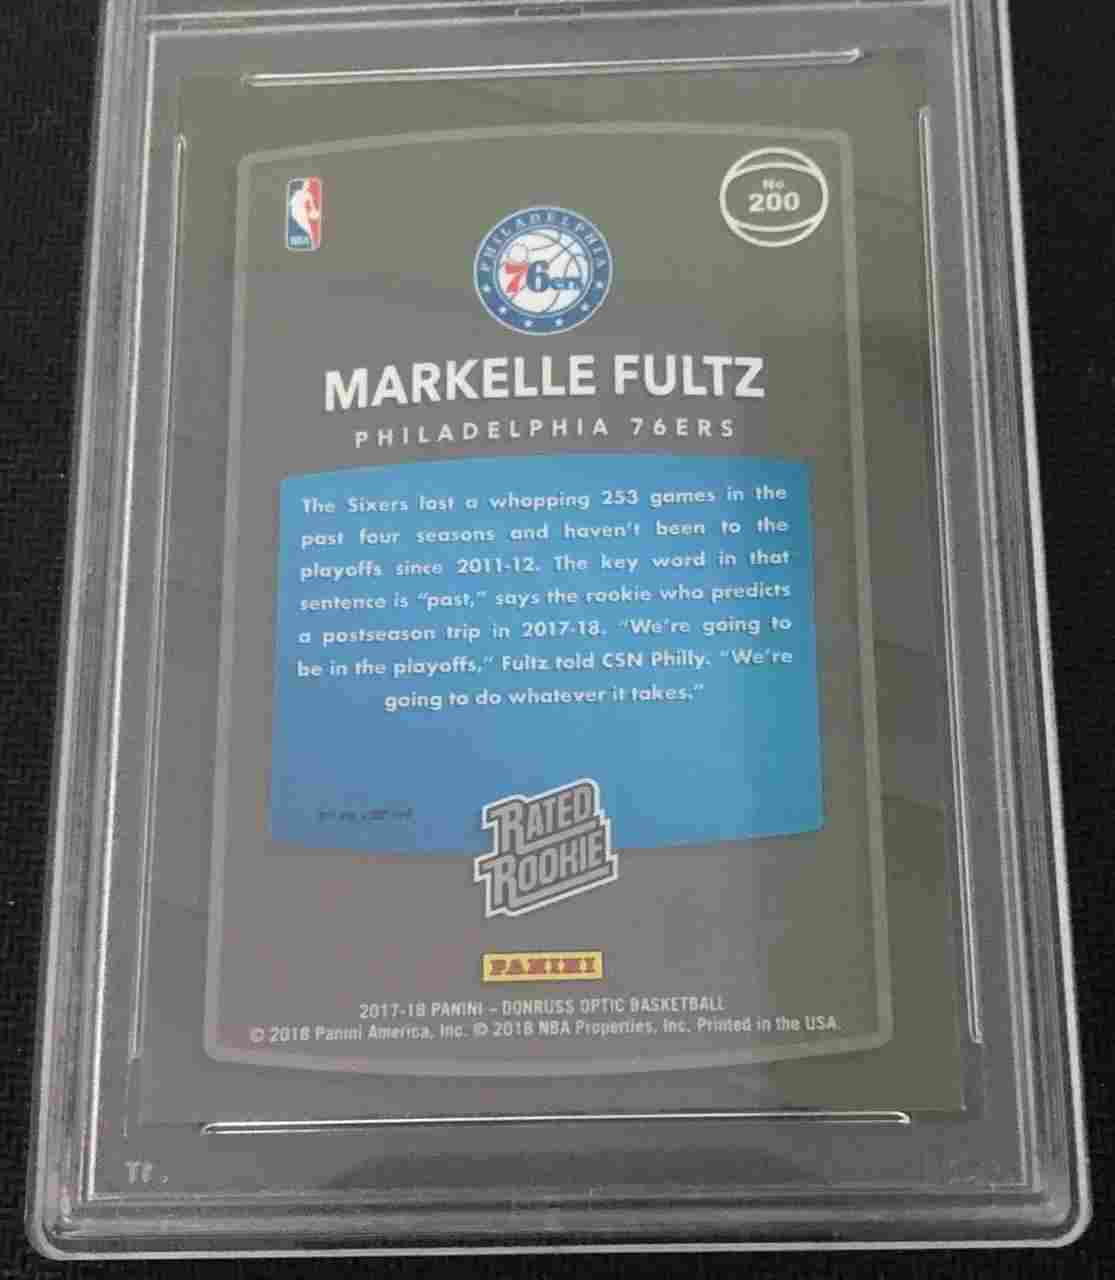 No.
200
NBA
PHILADELPHIA
76ers
MARKELLE FULTZ
PHILADELPHIA 76ERS
The Sixers lost a whopping 253 games in the
past four seasons and haven't been to the
playoffs since 2011-12. The key word in that
sentence is “past,” says the rookie who predicts
a postseason trip in 2017-18. “We're going to
be in the playoffs,” Fultz told CSN Philly. “We're
going to do whatever it takes.”
RATED
ROOKIE
PANINI
2017-18 PANINI – DONRUSS OPTIC BASKETBALL
© 2018 Panini America, Inc. © 2018 NBA Properties, Inc. Printed in the USA.